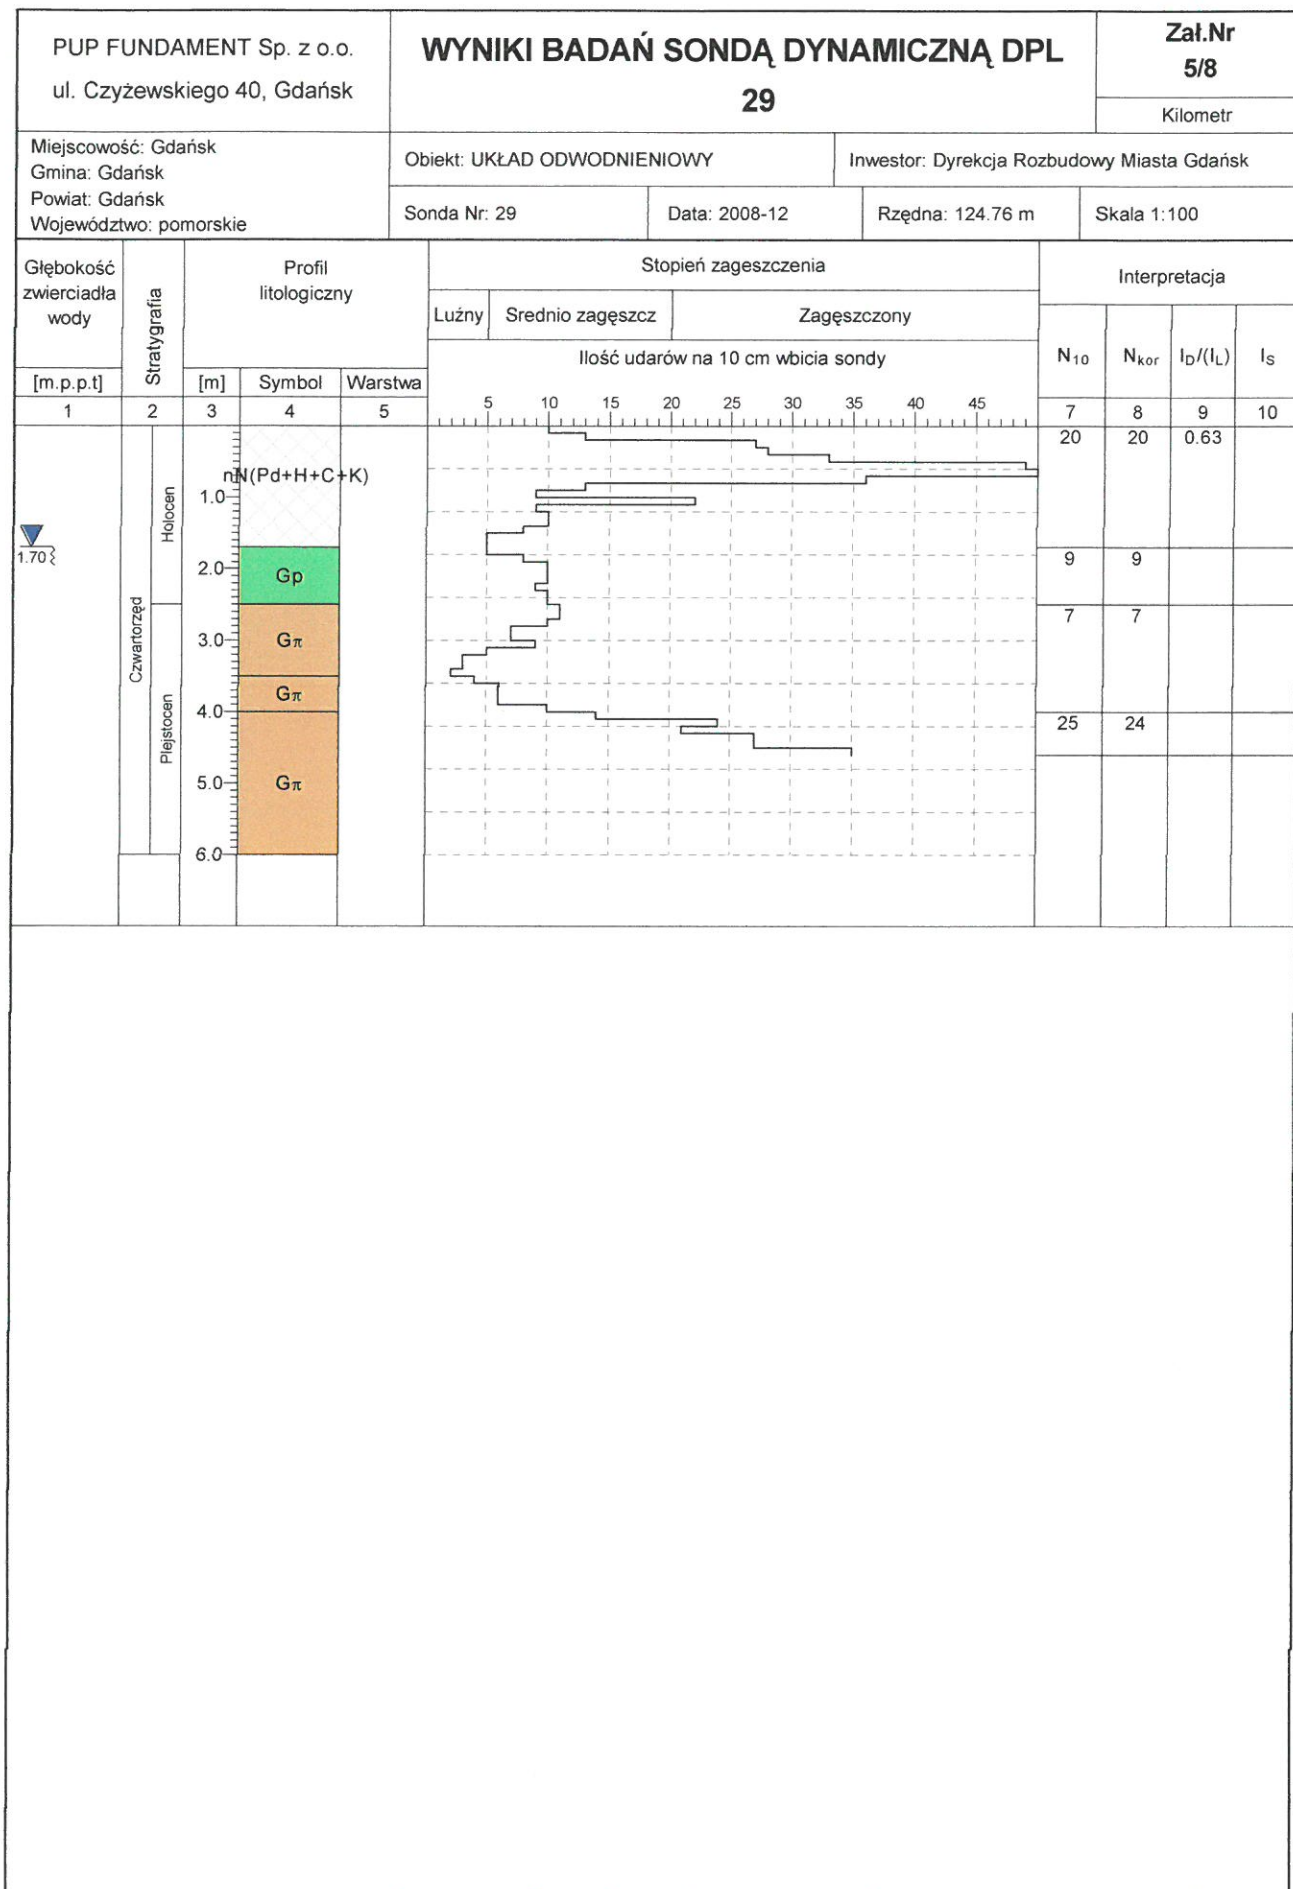 PUP FUNDAMENT Sp. z o.o.
ul. Czyżewskiego 40, Gdańsk
WYNIKI BADAŃ SONDĄ DYNAMICZNĄ DPL
29
Zał.Nr
5/8
Kilometr
Miejscowość: Gdańsk
Gmina: Gdańsk
Powiat: Gdańsk
Województwo: pomorskie
Obiekt: UKŁAD ODWODNIENIOWY
Inwestor: Dyrekcja Rozbudowy Miasta Gdańsk
Sonda Nr: 29
Data: 2008-12
Rzędna: 124.76 m
Skala 1:100
Głębokość
zwierciadła
wody
[m.p.p.t]
Stratygrafia
Profil
litologiczny
[m] Symbol Warstwa
Stopień zageszczenia
Luźny Srednio zagęszcz Zagęszczony
Ilość udarów na 10 cm wbicia sondy
5 10 15 20 25 30 35 40 45
Interpretacja
N10 Nkor ID/(IL) IS
1 2 3 4 5 7 8 9 10
20 20 0.63
nN(Pd+H+C+K)
1.0
Holocen
1.70
9 9
2.0
Gp
7 7
Czwartorzęd
3.0
Gπ
Gπ
4.0
25 24
Plejstocen
5.0
Gπ
6.0